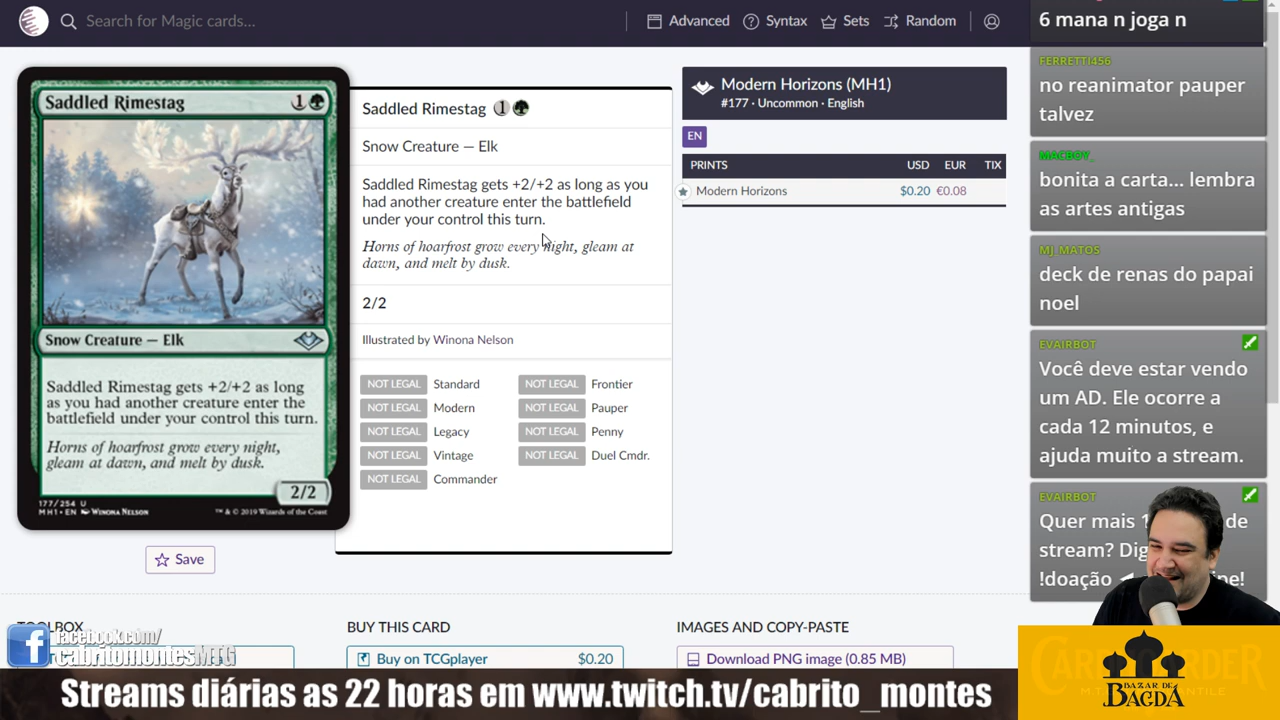 Search for Magic cards...
Advanced
Syntax
Sets
Random
Saddled Rimestag 1
Snow Creature — Elk
Saddled Rimestag gets +2/+2 as long
as you had another creature enter the
battlefield under your control this turn.
Horns of hoarfrost grow every night,
gleam at dawn, and melt by dusk.
2/2
177/254 U
MH1 • EN Winona Nelson
™ & © 2019 Wizards of the Coast
Save
Saddled Rimestag 1
Snow Creature — Elk
Saddled Rimestag gets +2/+2 as long as you
had another creature enter the battlefield
under your control this turn.
Horns of hoarfrost grow every night, gleam at
dawn, and melt by dusk.
2/2
Illustrated by Winona Nelson
NOT LEGAL Standard
NOT LEGAL Frontier
NOT LEGAL Modern
NOT LEGAL Pauper
NOT LEGAL Legacy
NOT LEGAL Penny
NOT LEGAL Vintage
NOT LEGAL Duel Cmdr.
NOT LEGAL Commander
Modern Horizons (MH1)
#177 · Uncommon · English
EN
PRINTS USD EUR TIX
Modern Horizons $0.20 €0.08
6 mana n joga n
FERRETTI456
no reanimator pauper
talvez
MACBOY_
bonita a carta... lembra
as artes antigas
MJ_MATOS
deck de renas do papai
noel
EVAIRBOT
Você deve estar vendo
um AD. Ele ocorre a
cada 12 minutos, e
ajuda muito a stream.
EVAIRBOT
Quer mais 1 de
stream? Dig
!doação
TOOLBOX
BUY THIS CARD
Buy on TCGplayer $0.20
IMAGES AND COPY-PASTE
Download PNG image (0.85 MB)
facebook.com/
cabritomontesMTG
Streams diárias as 22 horas em www.twitch.tv/cabrito_montes
BAZAR DE
BAGDÁ